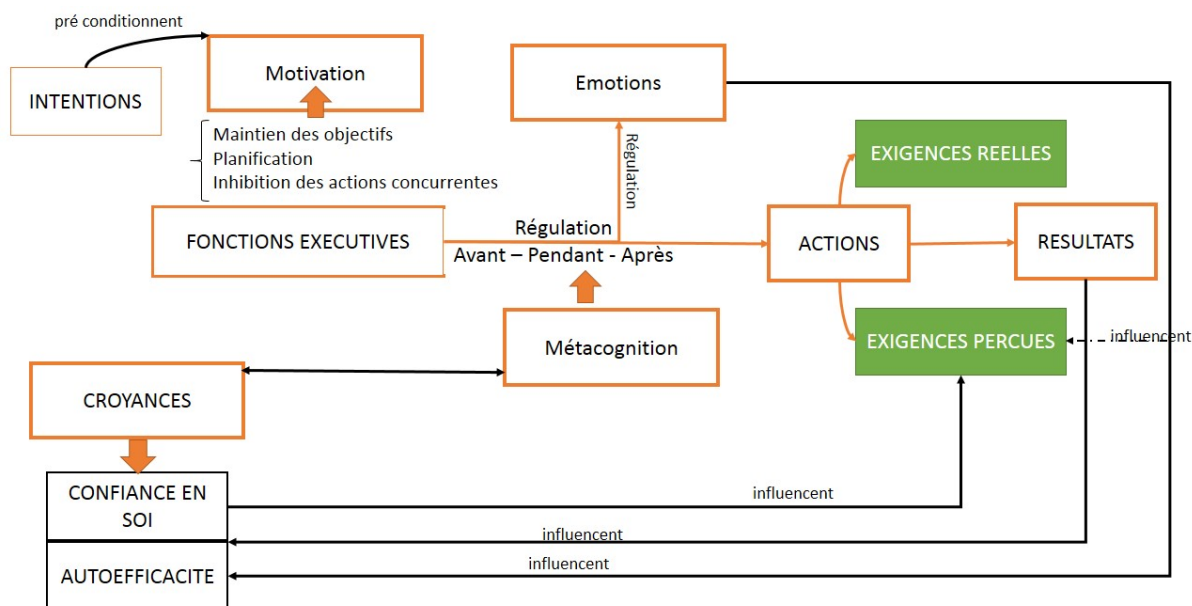 pré conditionnent
INTENTIONS
Motivation
Maintien des objectifs
Planification
Inhibition des actions concurrentes
Emotions
Régulation
EXIGENCES REELLES
FONCTIONS EXECUTIVES
Régulation
Avant – Pendant - Après
ACTIONS
RESULTATS
Métacognition
EXIGENCES PERCUES
influencent
CROYANCES
CONFIANCE EN
SOI
influencent
influencent
AUTOEFFICACITE
influencent